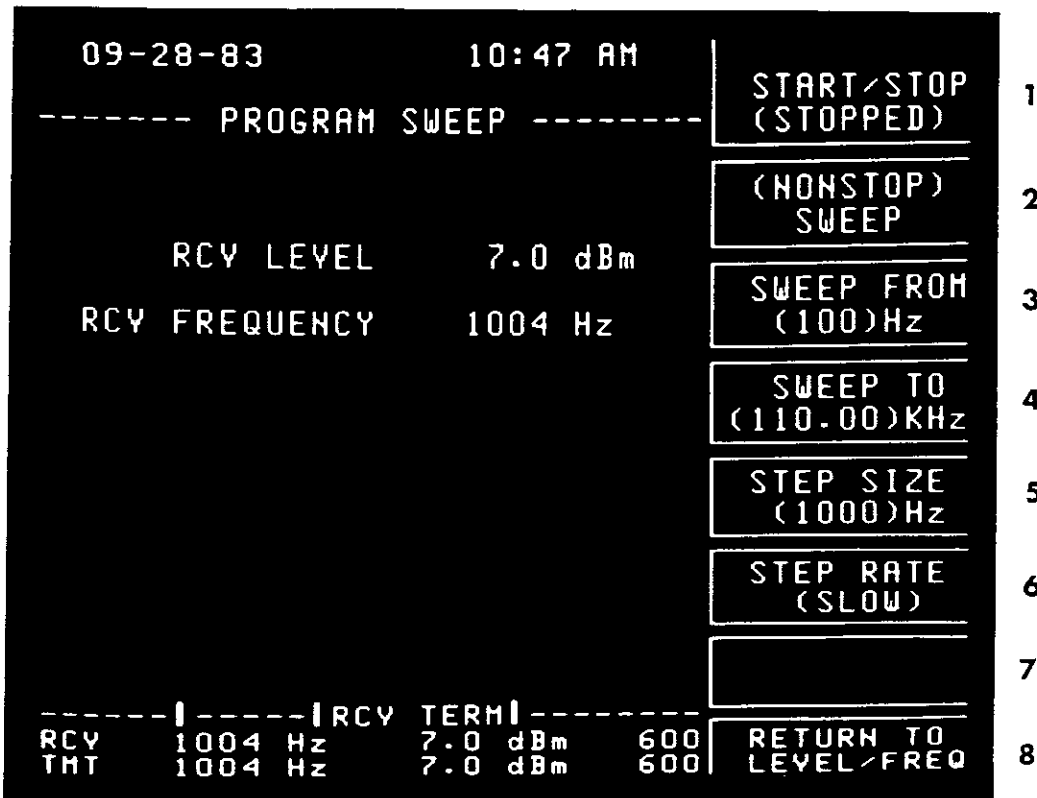 09-28-83 10:47 AM
------- PROGRAM SWEEP --------
RCV LEVEL 7.0 dBm
RCV FREQUENCY 1004 Hz
START/STOP
(STOPPED)
1
(NONSTOP)
SWEEP
2
SWEEP FROM
(100)Hz
3
SWEEP TO
(110.00)KHz
4
STEP SIZE
(1000)Hz
5
STEP RATE
(SLOW)
6
7
RETURN TO
LEVEL/FREQ
8
------|-----|RCV TERM|--------
RCV 1004 Hz 7.0 dBm 600
TMT 1004 Hz 7.0 dBm 600